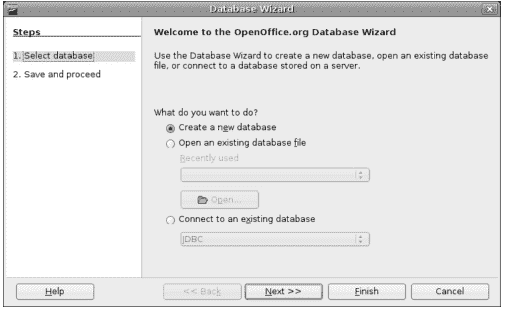 Database Wizard
Steps
1. Select database
2. Save and proceed
Welcome to the OpenOffice.org Database Wizard
Use the Database Wizard to create a new database, open an existing database
file, or connect to a database stored on a server.
What do you want to do?
Create a new database
Open an existing database file
Recently used
Open...
Connect to an existing database
JDBC
Help
<< Back
Next >>
Finish
Cancel